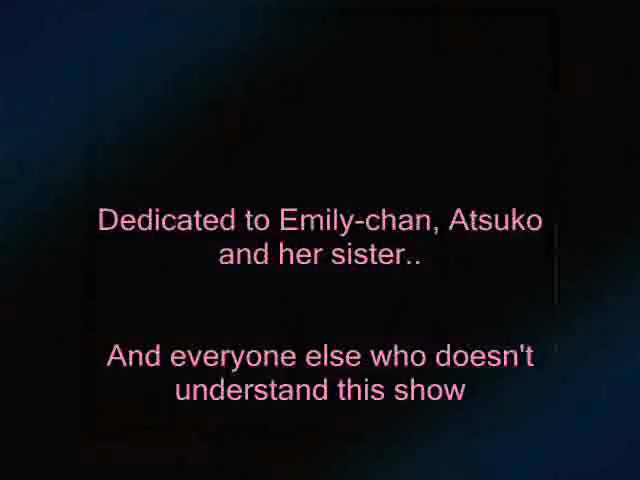 Dedicated to Emily-chan, Atsuko
and her sister..
And everyone else who doesn't
understand this show